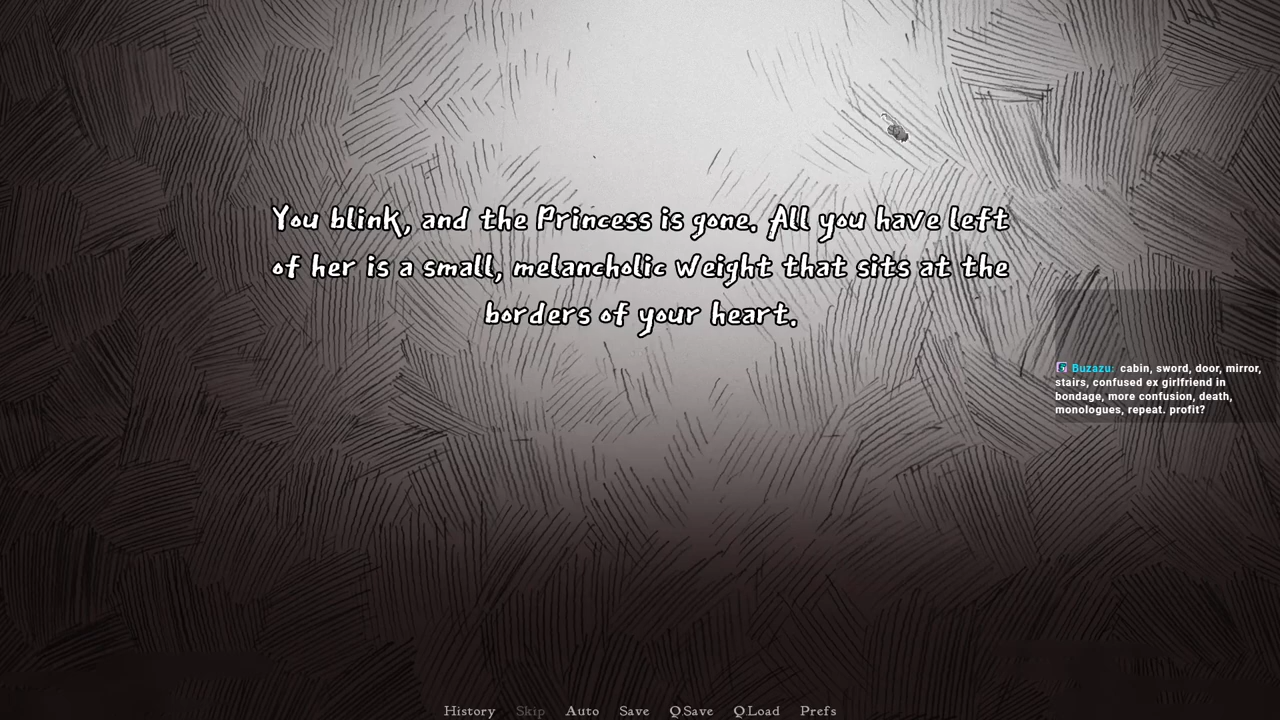 You blink, and the Princess is gone. All you have left
of her is a small, melancholic weight that sits at the
borders of your heart.
Buzazu: cabin, sword, door, mirror,
stairs, confused ex girlfriend in
bondage, more confusion, death,
monologues, repeat. profit?
History Skip Auto Save Q.Save Q.Load Prefs